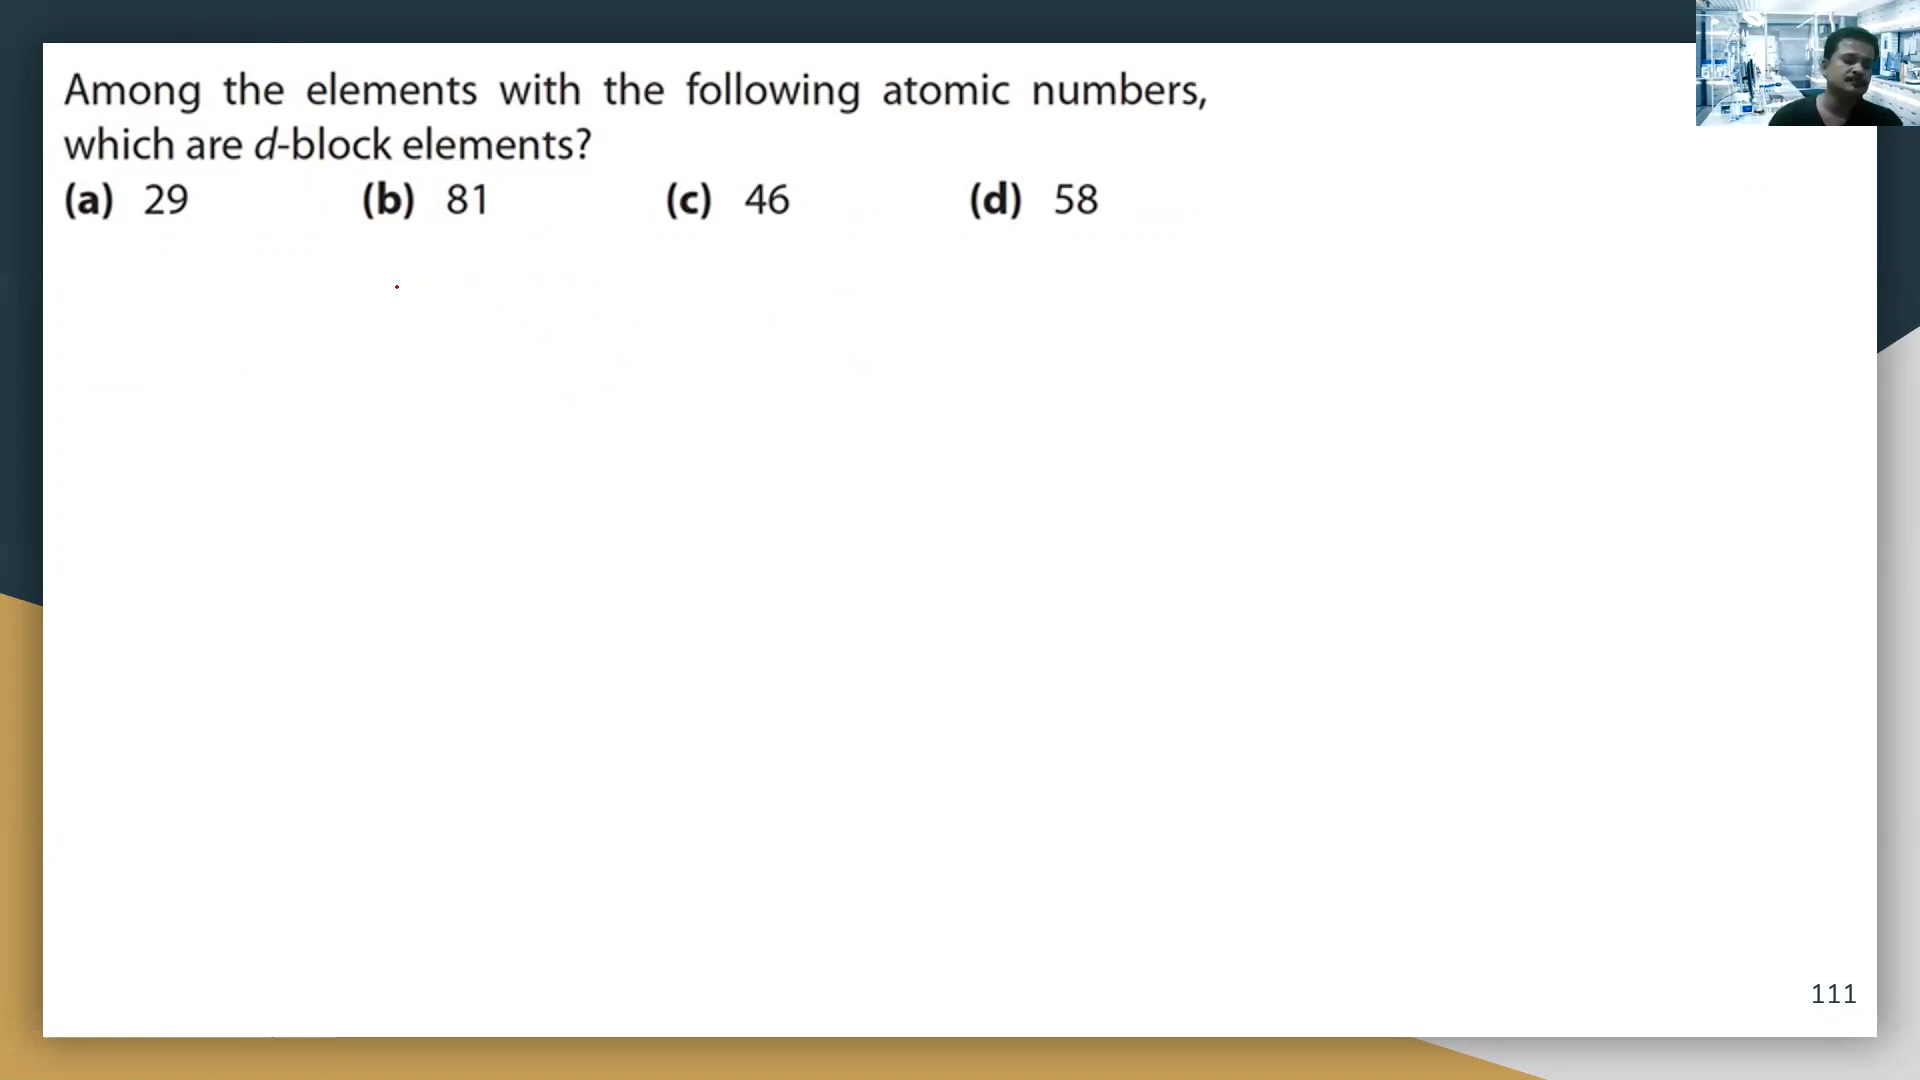 Among the elements with the following atomic numbers,
which are d-block elements?
(a) 29 (b) 81 (c) 46 (d) 58
111